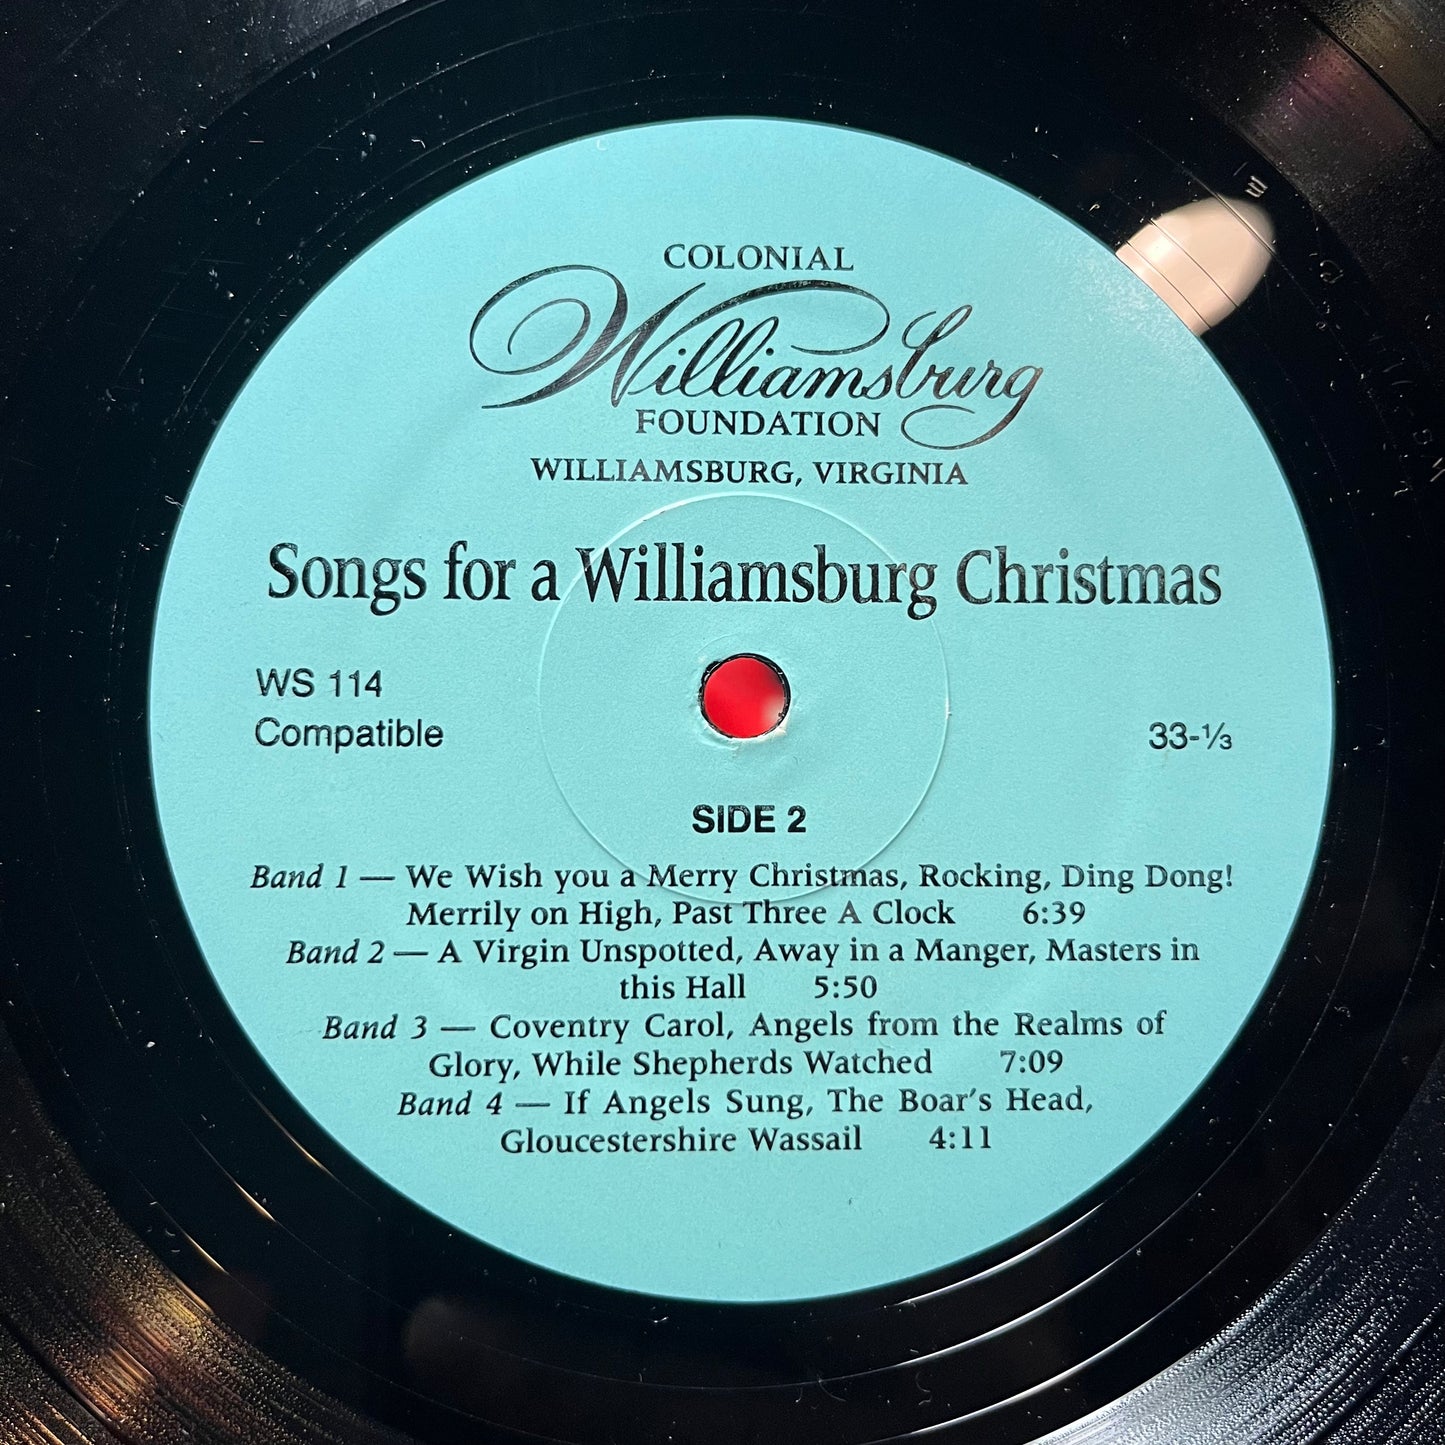 COLONIAL
Williamsburg
FOUNDATION
WILLIAMSBURG, VIRGINIA
Songs for a Williamsburg Christmas
WS 114
Compatible
33-⅓
SIDE 2
Band 1 — We Wish you a Merry Christmas, Rocking, Ding Dong!
Merrily on High, Past Three A Clock 6:39
Band 2 — A Virgin Unspotted, Away in a Manger, Masters in
this Hall 5:50
Band 3 — Coventry Carol, Angels from the Realms of
Glory, While Shepherds Watched 7:09
Band 4 — If Angels Sung, The Boar's Head,
Gloucestershire Wassail 4:11